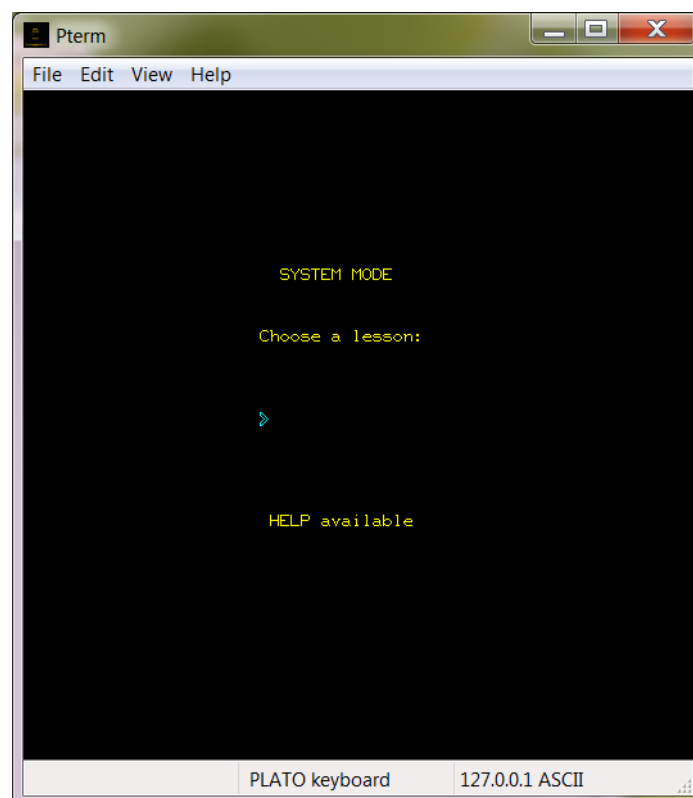 Pterm
File Edit View Help
SYSTEM MODE
Choose a lesson:
HELP available
PLATO keyboard 127.0.0.1 ASCII